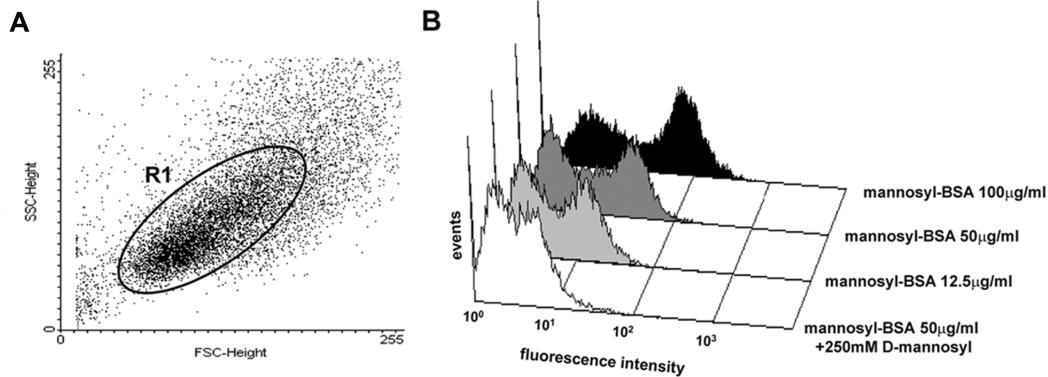 A
255
SSC-Height
R1
0
0
FSC-Height
255
B
events
mannosyl-BSA 100µg/ml
mannosyl-BSA 50µg/ml
mannosyl-BSA 12.5µg/ml
mannosyl-BSA 50µg/ml
+250mM D-mannosyl
10⁰
10¹
10²
10³
fluorescence intensity